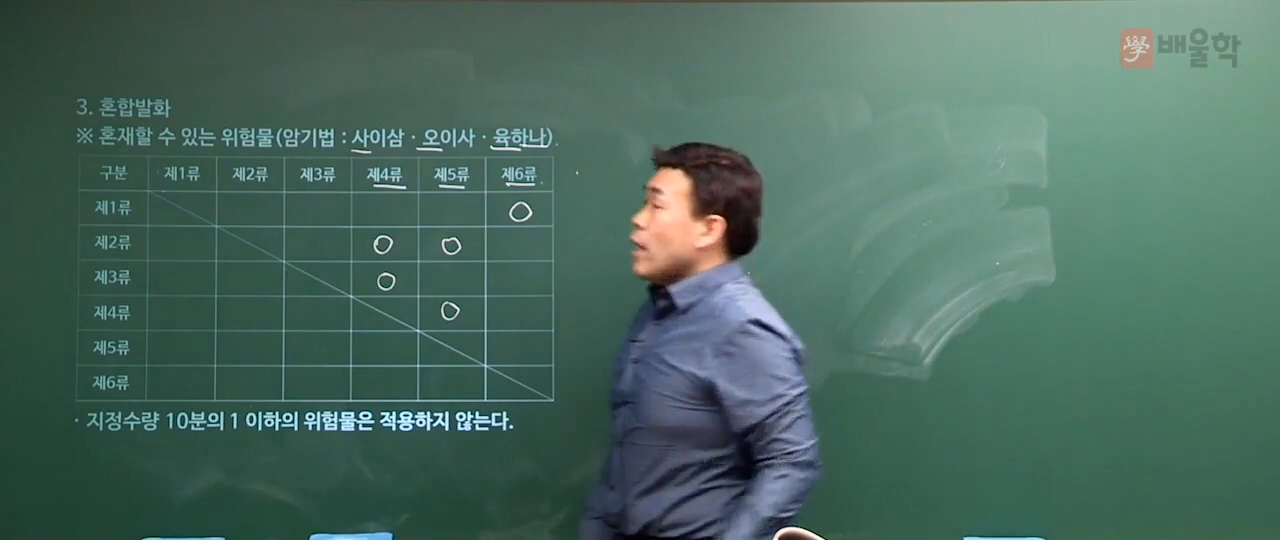 學 배울학
3. 혼합발화
※ 혼재할 수 있는 위험물(암기법 : 사이삼 · 오이사 · 육하나)
구분 제1류 제2류 제3류 제4류 제5류 제6류
제1류 ○
제2류 ○ ○
제3류 ○
제4류 ○
제5류
제6류
· 지정수량 10분의 1 이하의 위험물은 적용하지 않는다.